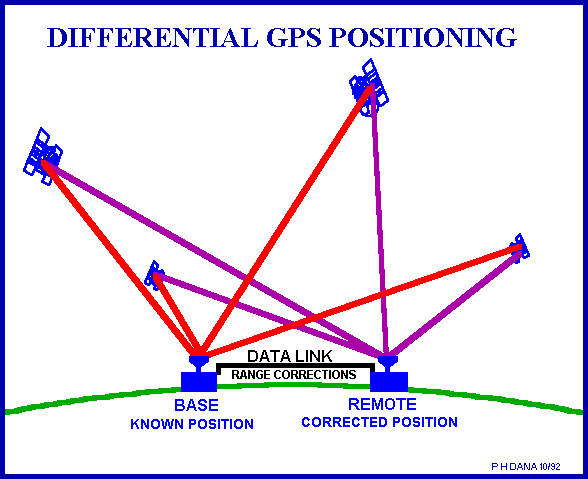 DIFFERENTIAL GPS POSITIONING
DATA LINK
RANGE CORRECTIONS
BASE
KNOWN POSITION
REMOTE
CORRECTED POSITION
P H DANA 10/92